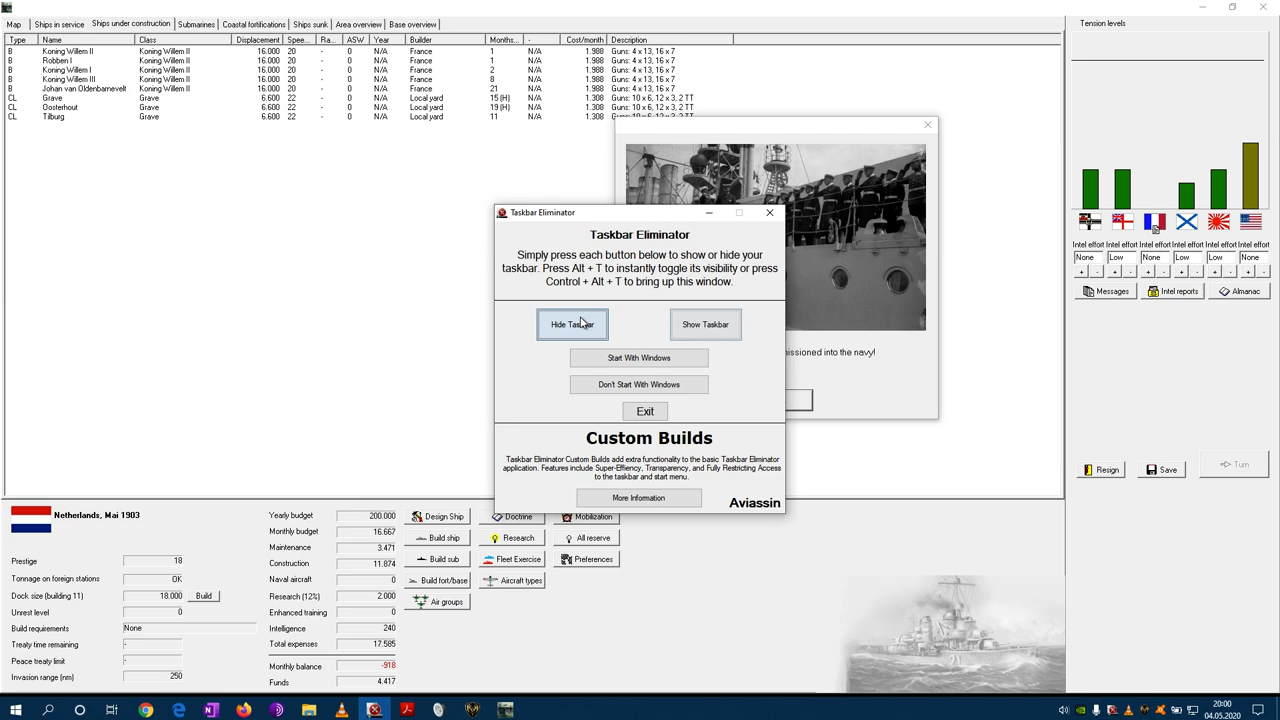 Map Ships in service Ships under construction Submarines Coastal fortifications Ships sunk Area overview Base overview
Type Name Class Displacement Spee... Ra... ASW Year Builder Months... - Cost/month Description
B Koning Willem II Koning Willem II 16.000 20 - 0 N/A France 1 N/A 1.988 Guns: 4 x 13, 16 x 7
B Robben I Koning Willem II 16.000 20 - 0 N/A France 1 N/A 1.988 Guns: 4 x 13, 16 x 7
B Koning Willem I Koning Willem II 16.000 20 - 0 N/A France 2 N/A 1.988 Guns: 4 x 13, 16 x 7
B Koning Willem III Koning Willem II 16.000 20 - 0 N/A France 8 N/A 1.988 Guns: 4 x 13, 16 x 7
B Johan van Oldenbarnevelt Koning Willem II 16.000 20 - 0 N/A France 21 N/A 1.988 Guns: 4 x 13, 16 x 7
CL Grave Grave 6.600 22 - 0 N/A Local yard 15 (H) N/A 1.308 Guns: 10 x 6, 12 x 3, 2 TT
CL Oosterhout Grave 6.600 22 - 0 N/A Local yard 19 (H) N/A 1.308 Guns: 10 x 6, 12 x 3, 2 TT
CL Tilburg Grave 6.600 22 - 0 N/A Local yard 11 N/A 1.308 Guns: 10 x 6, 12 x 3, 2 TT
Tension levels
Intel effort Intel effort Intel effort Intel effort Intel effort Intel effort
None Low None Low Low None
+ - + - + - + - + - + -
Messages Intel reports Almanac
Taskbar Eliminator
Taskbar Eliminator
Simply press each button below to show or hide your
taskbar. Press Alt + T to instantly toggle its visibility or press
Control + Alt + T to bring up this window.
Hide Taskbar Show Taskbar
Start With Windows
Don't Start With Windows
Exit
Custom Builds
Taskbar Eliminator Custom Builds add extra functionality to the basic Taskbar Eliminator
application. Features include Super-Effiency, Transparency, and Fully Restricting Access
to the taskbar and start menu.
More Information
Aviassin
missioned into the navy!
Resign Save Turn
Netherlands, Mai 1903
Prestige 18
Tonnage on foreign stations OK
Dock size (building 11) 18.000 Build
Unrest level 0
Build requirements None
Treaty time remaining -
Peace treaty limit -
Invasion range (nm) 250
Yearly budget 200.000
Monthly budget 16.667
Maintenance 3.471
Construction 11.874
Naval aircraft 0
Research (12%) 2.000
Enhanced training 0
Intelligence 240
Total expenses 17.585
Monthly balance -918
Funds 4.417
Design Ship Doctrine Mobilization
Build ship Research All reserve
Build sub Fleet Exercise Preferences
Build fort/base Aircraft types
Air groups
20:00
04.05.2020